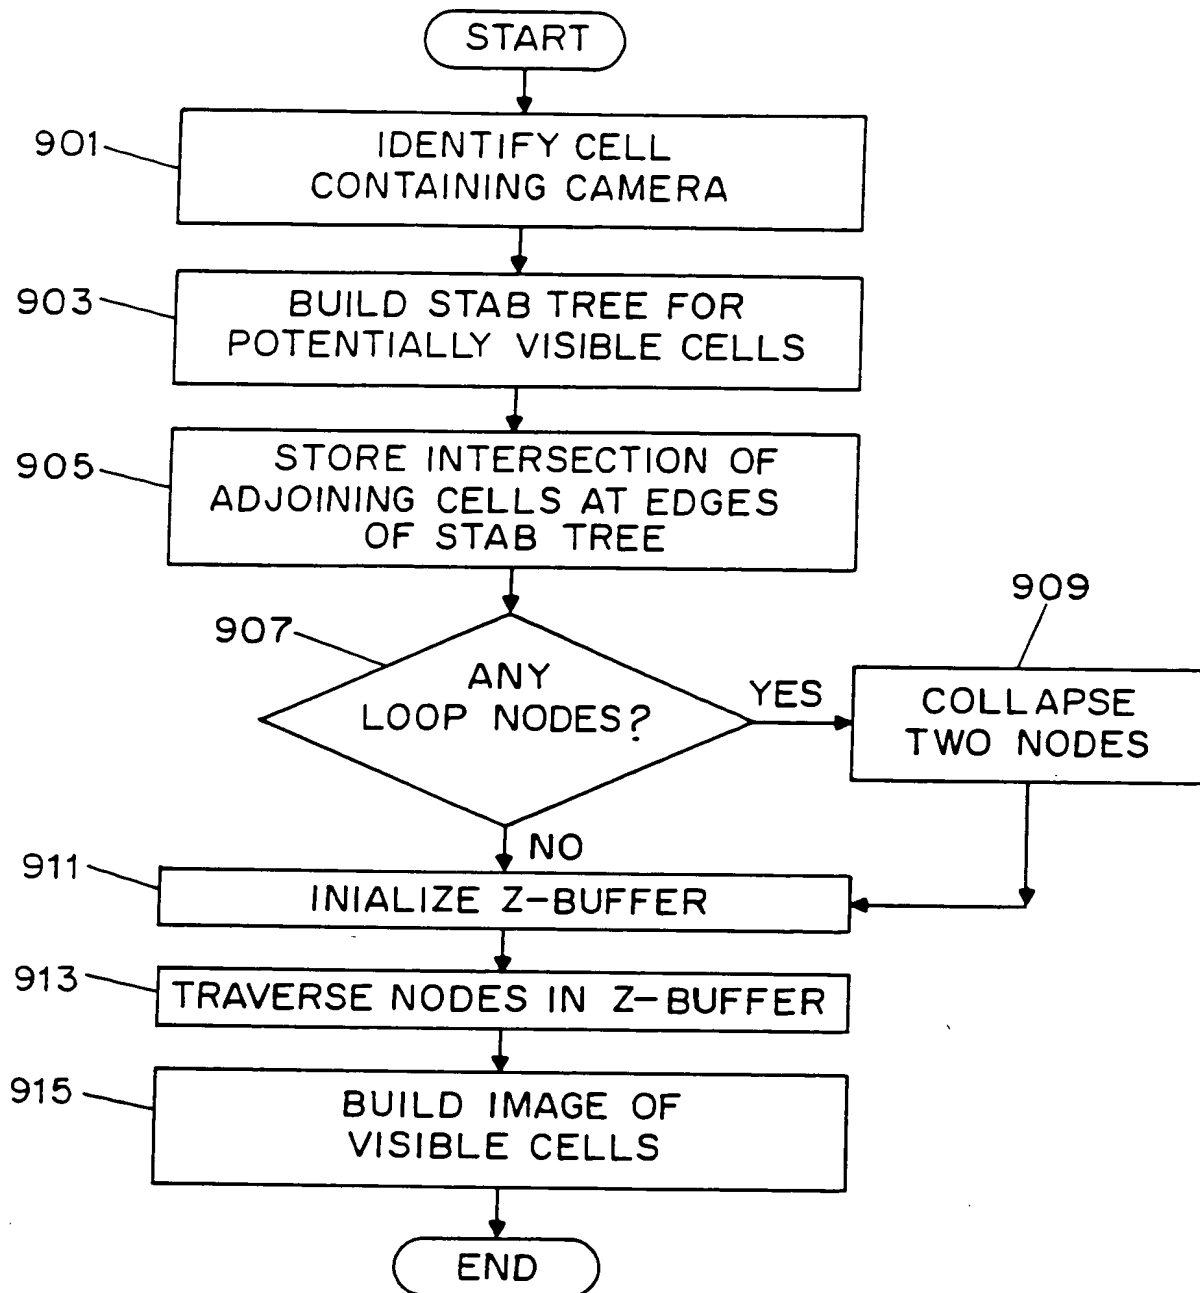 START
901
IDENTIFY CELL
CONTAINING CAMERA
903
BUILD STAB TREE FOR
POTENTIALLY VISIBLE CELLS
905
STORE INTERSECTION OF
ADJOINING CELLS AT EDGES
OF STAB TREE
907
ANY
LOOP NODES?
YES
909
COLLAPSE
TWO NODES
NO
911
INIALIZE Z-BUFFER
913
TRAVERSE NODES IN Z-BUFFER
915
BUILD IMAGE OF
VISIBLE CELLS
END